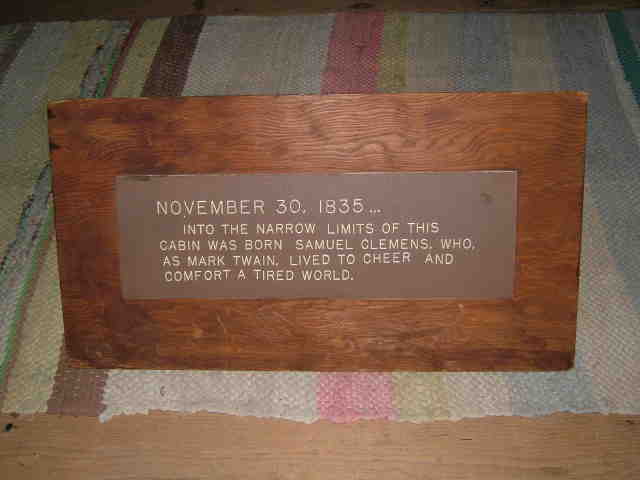 NOVEMBER 30, 1835...
INTO THE NARROW LIMITS OF THIS
CABIN WAS BORN SAMUEL CLEMENS, WHO,
AS MARK TWAIN, LIVED TO CHEER AND
COMFORT A TIRED WORLD.